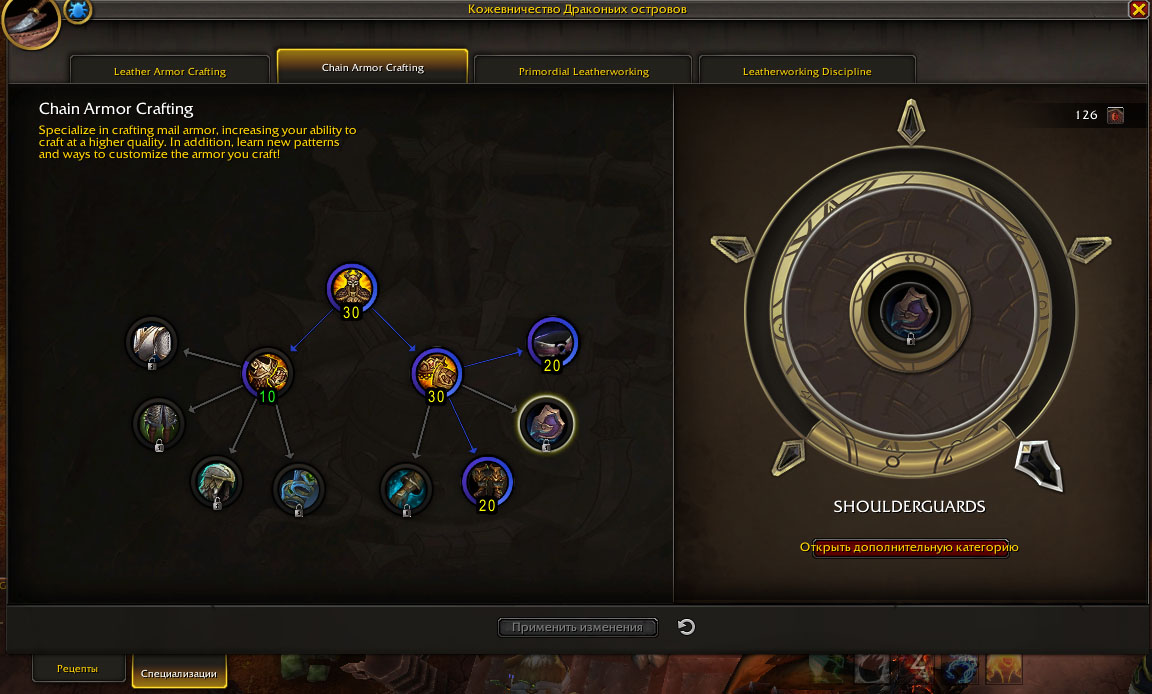 Кожевничество Драконьих островов
Leather Armor Crafting
Chain Armor Crafting
Primordial Leatherworking
Leatherworking Discipline
Chain Armor Crafting
Specialize in crafting mail armor, increasing your ability to
craft at a higher quality. In addition, learn new patterns
and ways to customize the armor you craft!
126
30
20
10
30
20
SHOULDERGUARDS
Открыть дополнительную категорию
Применить изменения
Рецепты
Специализации